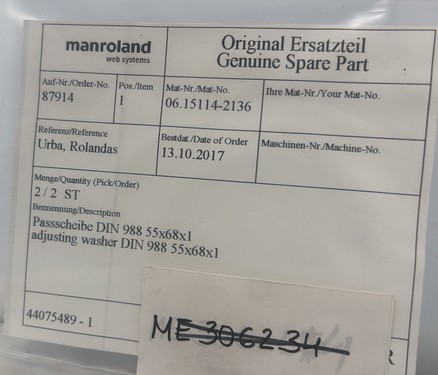 manroland
web systems
Original Ersatzteil
Genuine Spare Part
Auf-Nr./Order-No.
87914
Pos./Item
1
Mat-Nr./Mat-No.
06.15114-2136
Ihre Mat-Nr./Your Mat-No.
Referenz/Reference
Urba, Rolandas
Bestdat./Date of Order
13.10.2017
Maschinen-Nr./Machine-No.
Menge/Quantity (Pick/Order)
2 / 2 ST
Bennennung/Description
Passscheibe DIN 988 55x68x1
adjusting washer DIN 988 55x68x1
44075489 - 1
ME306234
R